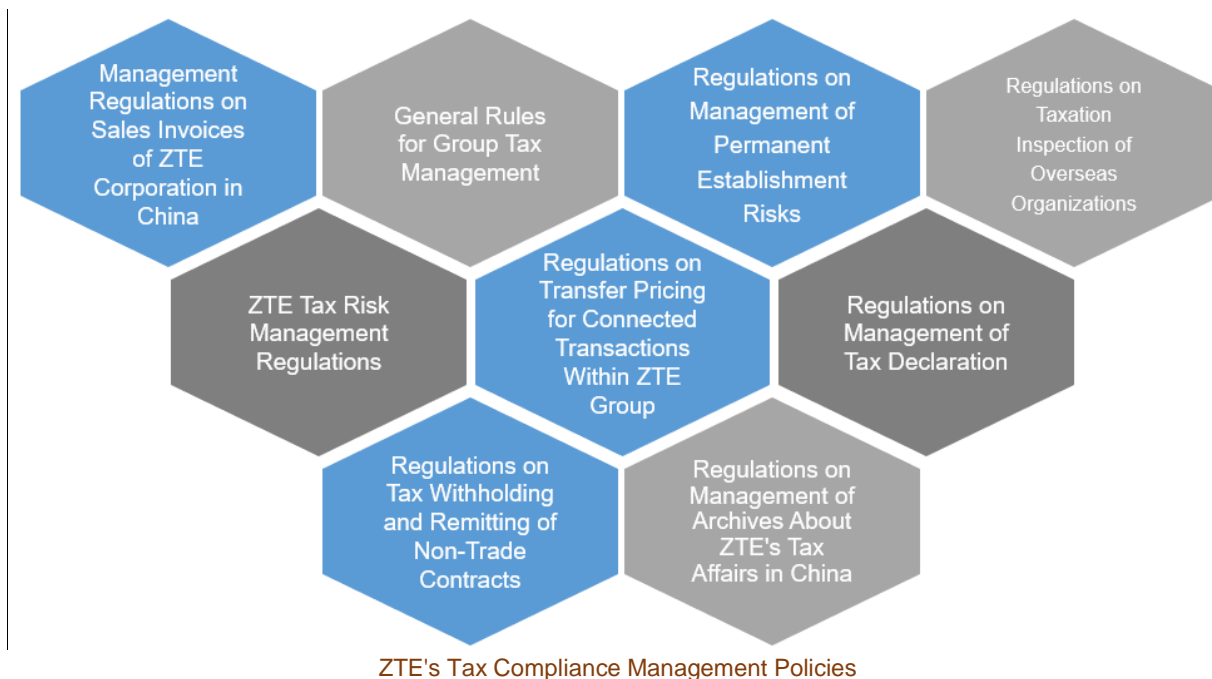 Management
Regulations on
Sales Invoices
of ZTE
Corporation in
China
General Rules
for Group Tax
Management
Regulations on
Management of
Permanent
Establishment
Risks
Regulations on
Taxation
Inspection of
Overseas
Organizations
ZTE Tax Risk
Management
Regulations
Regulations on
Transfer Pricing
for Connected
Transactions
Within ZTE
Group
Regulations on
Management of
Tax Declaration
Regulations on
Tax Withholding
and Remitting of
Non-Trade
Contracts
Regulations on
Management of
Archives About
ZTE's Tax
Affairs in China
ZTE's Tax Compliance Management Policies